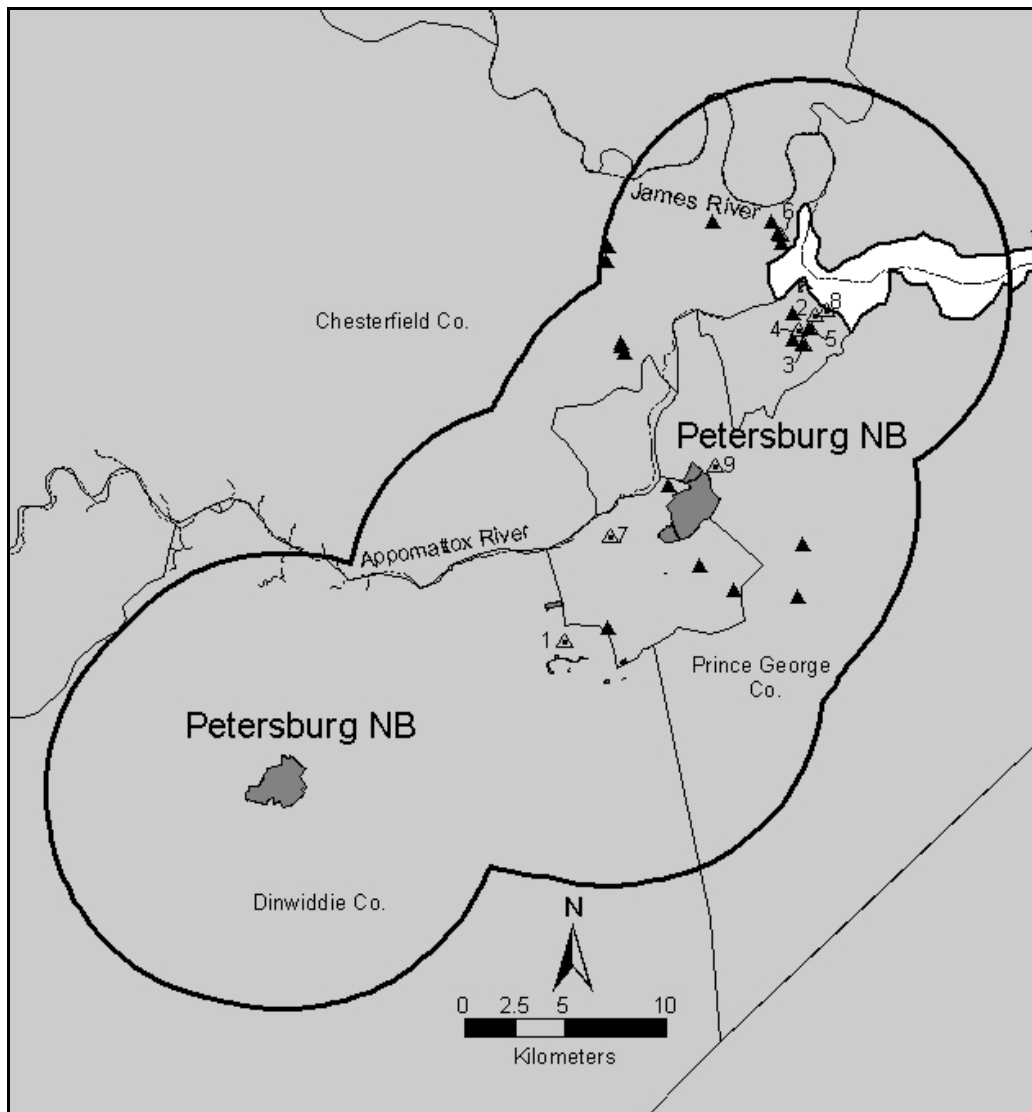 James River
6
Chesterfield Co.
2
8
4
5
3
Petersburg NB
9
Appomattox River
7
1
Prince George
Co.
Petersburg NB
Dinwiddie Co.
N
0 2.5 5 10
Kilometers